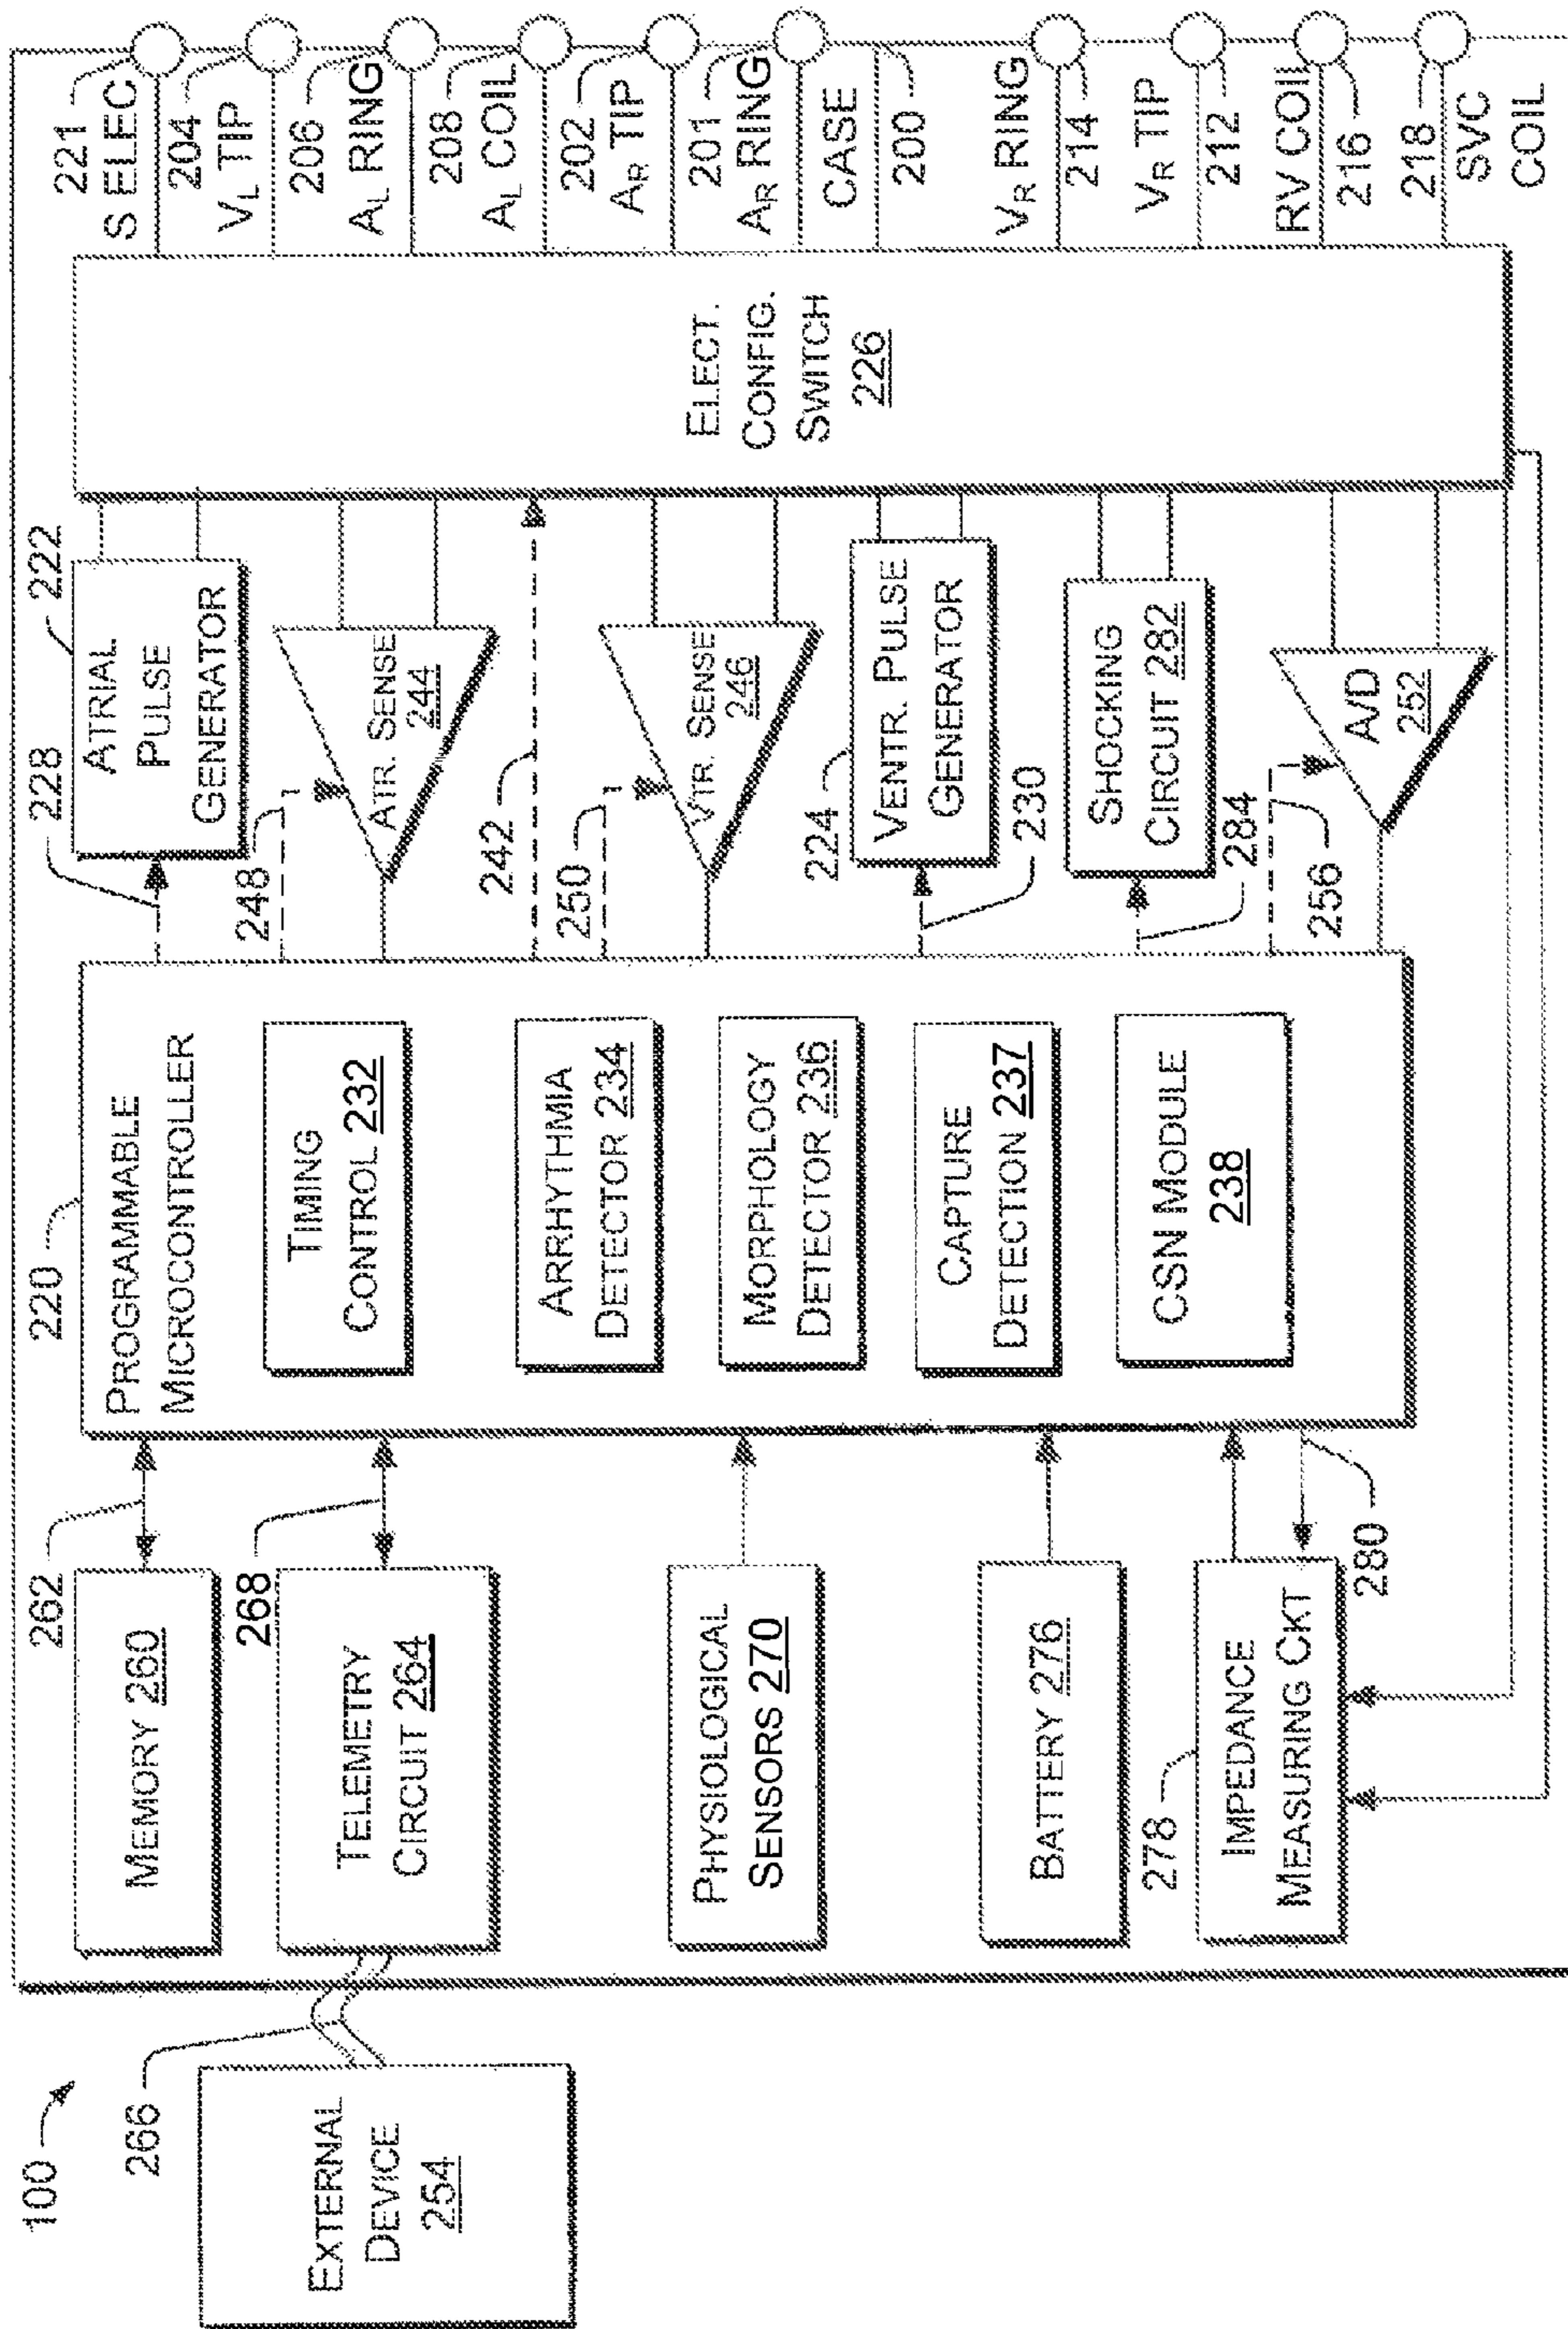 100
266
EXTERNAL
DEVICE
254
262
MEMORY 260
268
TELEMETRY
CIRCUIT 264
PHYSIOLOGICAL
SENSORS 270
BATTERY 276
278
IMPEDANCE
MEASURING CKT
280
220
PROGRAMMABLE
MICROCONTROLLER
TIMING
CONTROL 232
ARRHYTHMIA
DETECTOR 234
MORPHOLOGY
DETECTOR 236
CAPTURE
DETECTION 237
CSN MODULE
238
228
222
ATRIAL
PULSE
GENERATOR
248
ATR. SENSE
244
242
250
VTR. SENSE
246
224
VENTR. PULSE
GENERATOR
230
SHOCKING
CIRCUIT 282
284
256
A/D
252
ELECT.
CONFIG.
SWITCH
226
221
S ELEC
204
VL TIP
206
AL RING
208
AL COIL
202
AR TIP
201
AR RING
CASE
200
VR RING
214
VR TIP
212
RV COIL
216
218
SVC
COIL